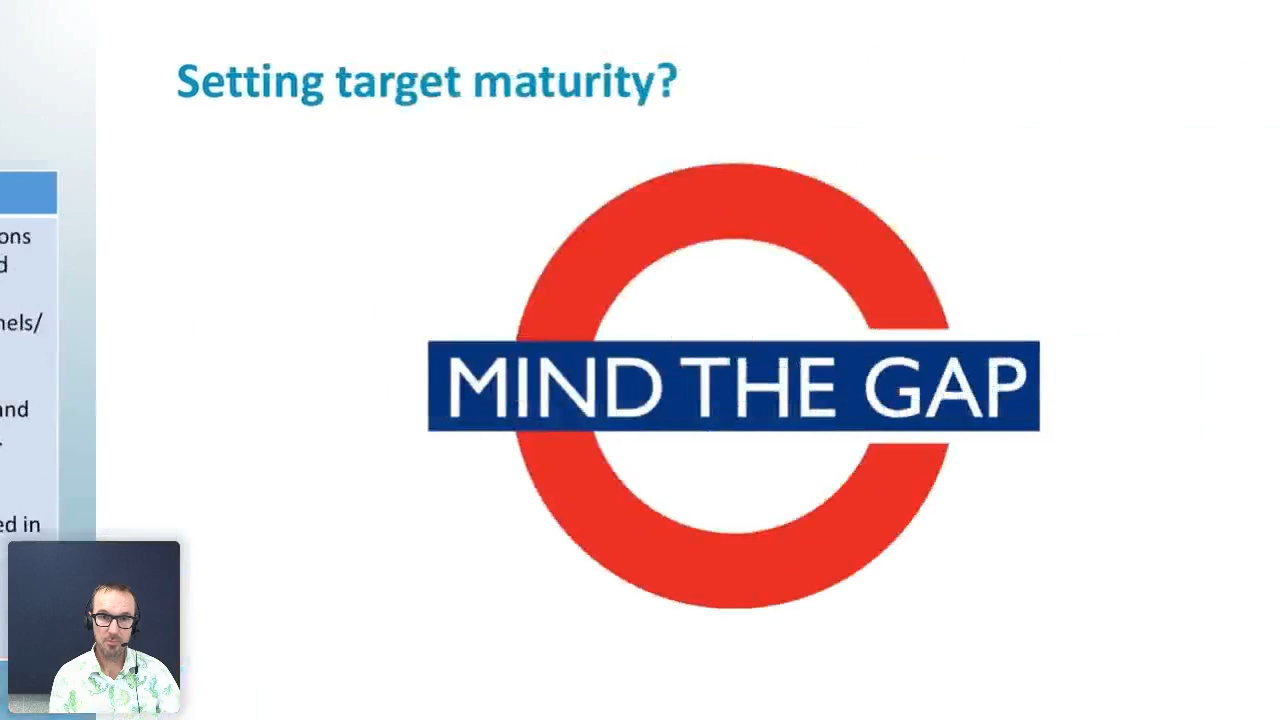 Setting target maturity?
ons
d
nels/
and
ed in
MIND THE GAP